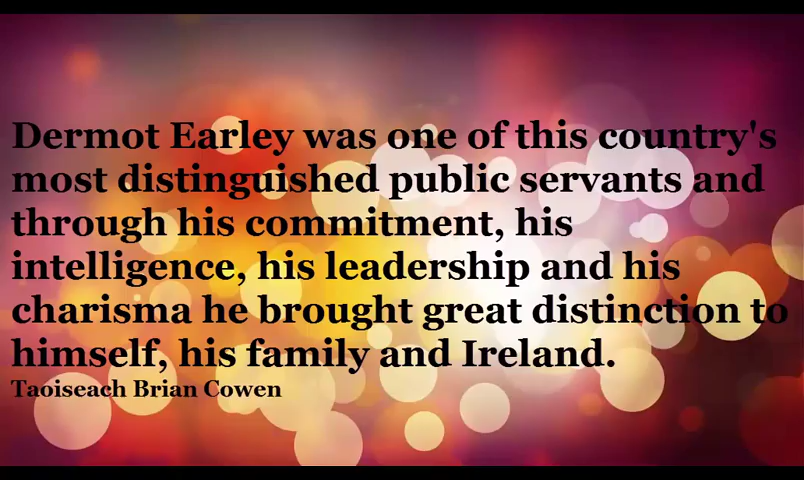 Dermot Earley was one of this country's
most distinguished public servants and
through his commitment, his
intelligence, his leadership and his
charisma he brought great distinction to
himself, his family and Ireland.
Taoiseach Brian Cowen